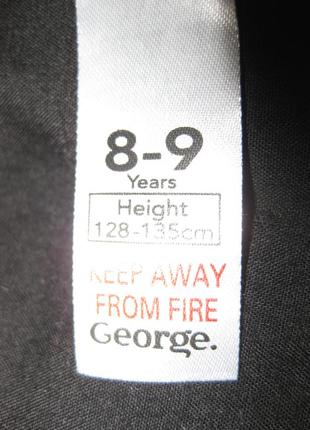 8-9
Years
Height
128-135cm
KEEP AWAY
FROM FIRE
George.